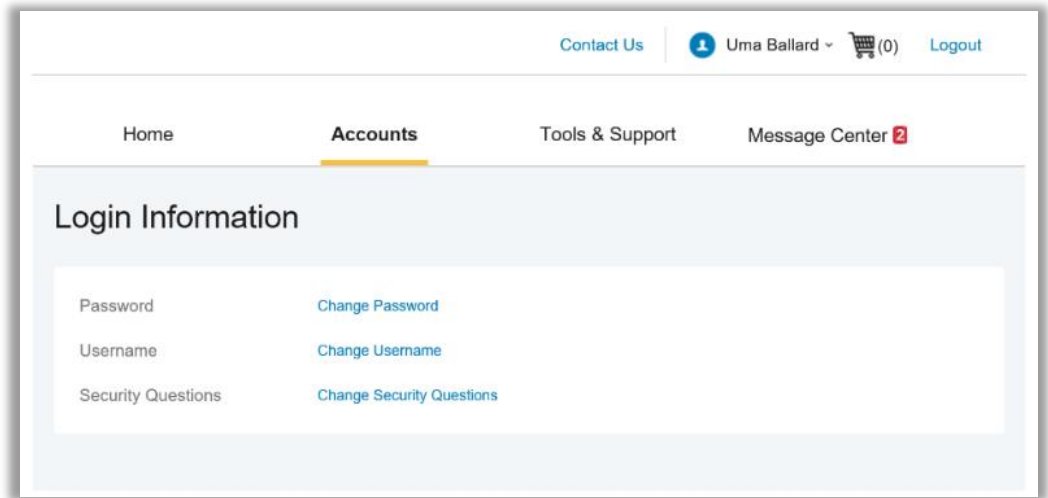 Contact Us Uma Ballard (0) Logout
Home Accounts Tools & Support Message Center 2
Login Information
Password Change Password
Username Change Username
Security Questions Change Security Questions